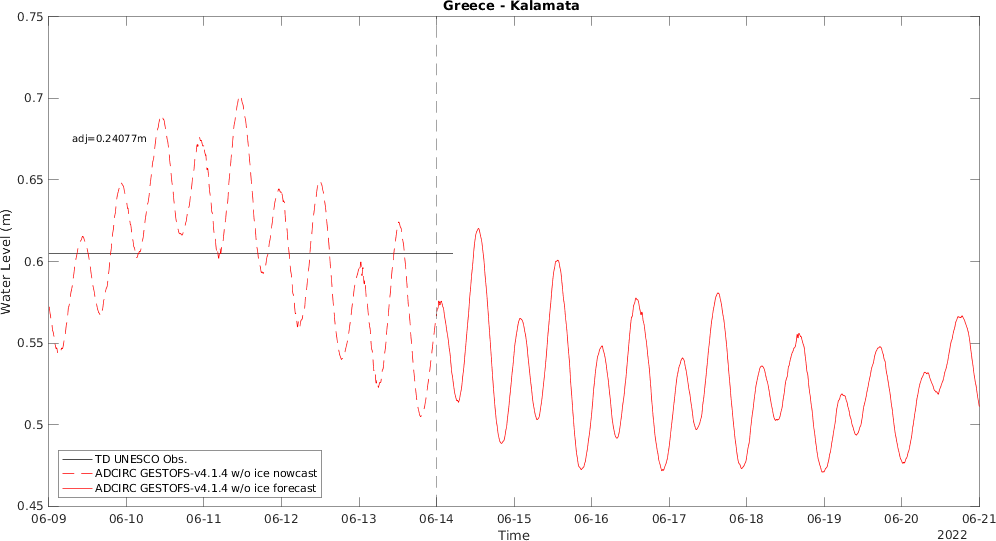 Greece - Kalamata
0.75
0.7
0.65
0.6
0.55
0.5
0.45
Water Level (m)
adj=0.24077m
TD UNESCO Obs.
ADCIRC GESTOFS-v4.1.4 w/o ice nowcast
ADCIRC GESTOFS-v4.1.4 w/o ice forecast
06-09 06-10 06-11 06-12 06-13 06-14 06-15 06-16 06-17 06-18 06-19 06-20 06-21
Time
2022